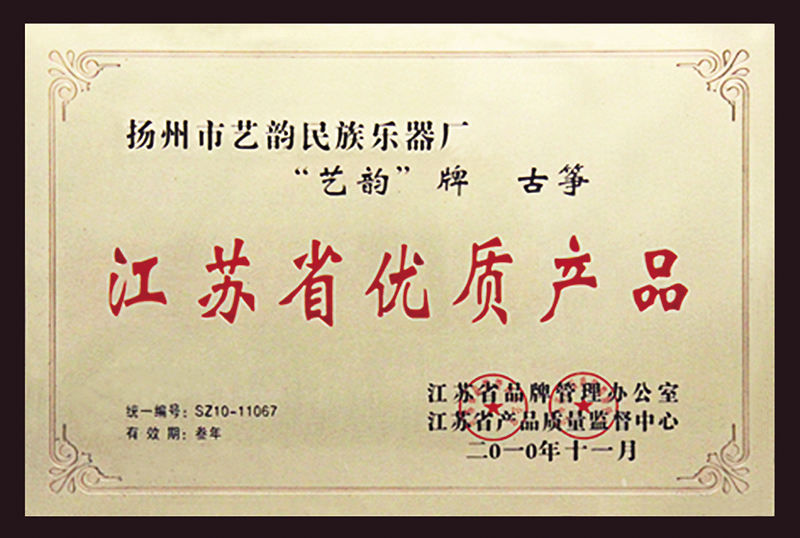 扬州市艺韵民族乐器厂
“艺韵”牌 古筝
江苏省优质产品
统一编号：SZ10-11067
有效期：叁年
江苏省品牌管理办公室
江苏省产品质量监督中心
二〇一〇年十一月